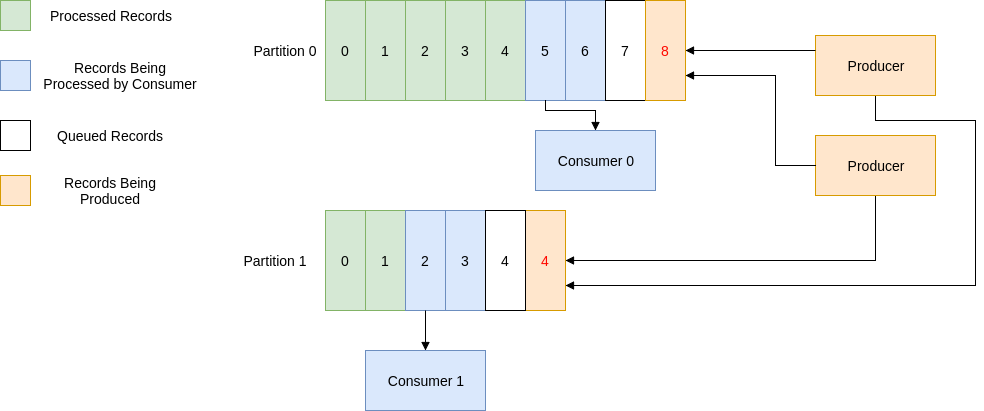 Processed Records
Records Being
Processed by Consumer
Queued Records
Records Being
Produced
Partition 0
0 1 2 3 4 5 6 7 8
Producer
Consumer 0
Producer
Partition 1
0 1 2 3 4 4
Consumer 1